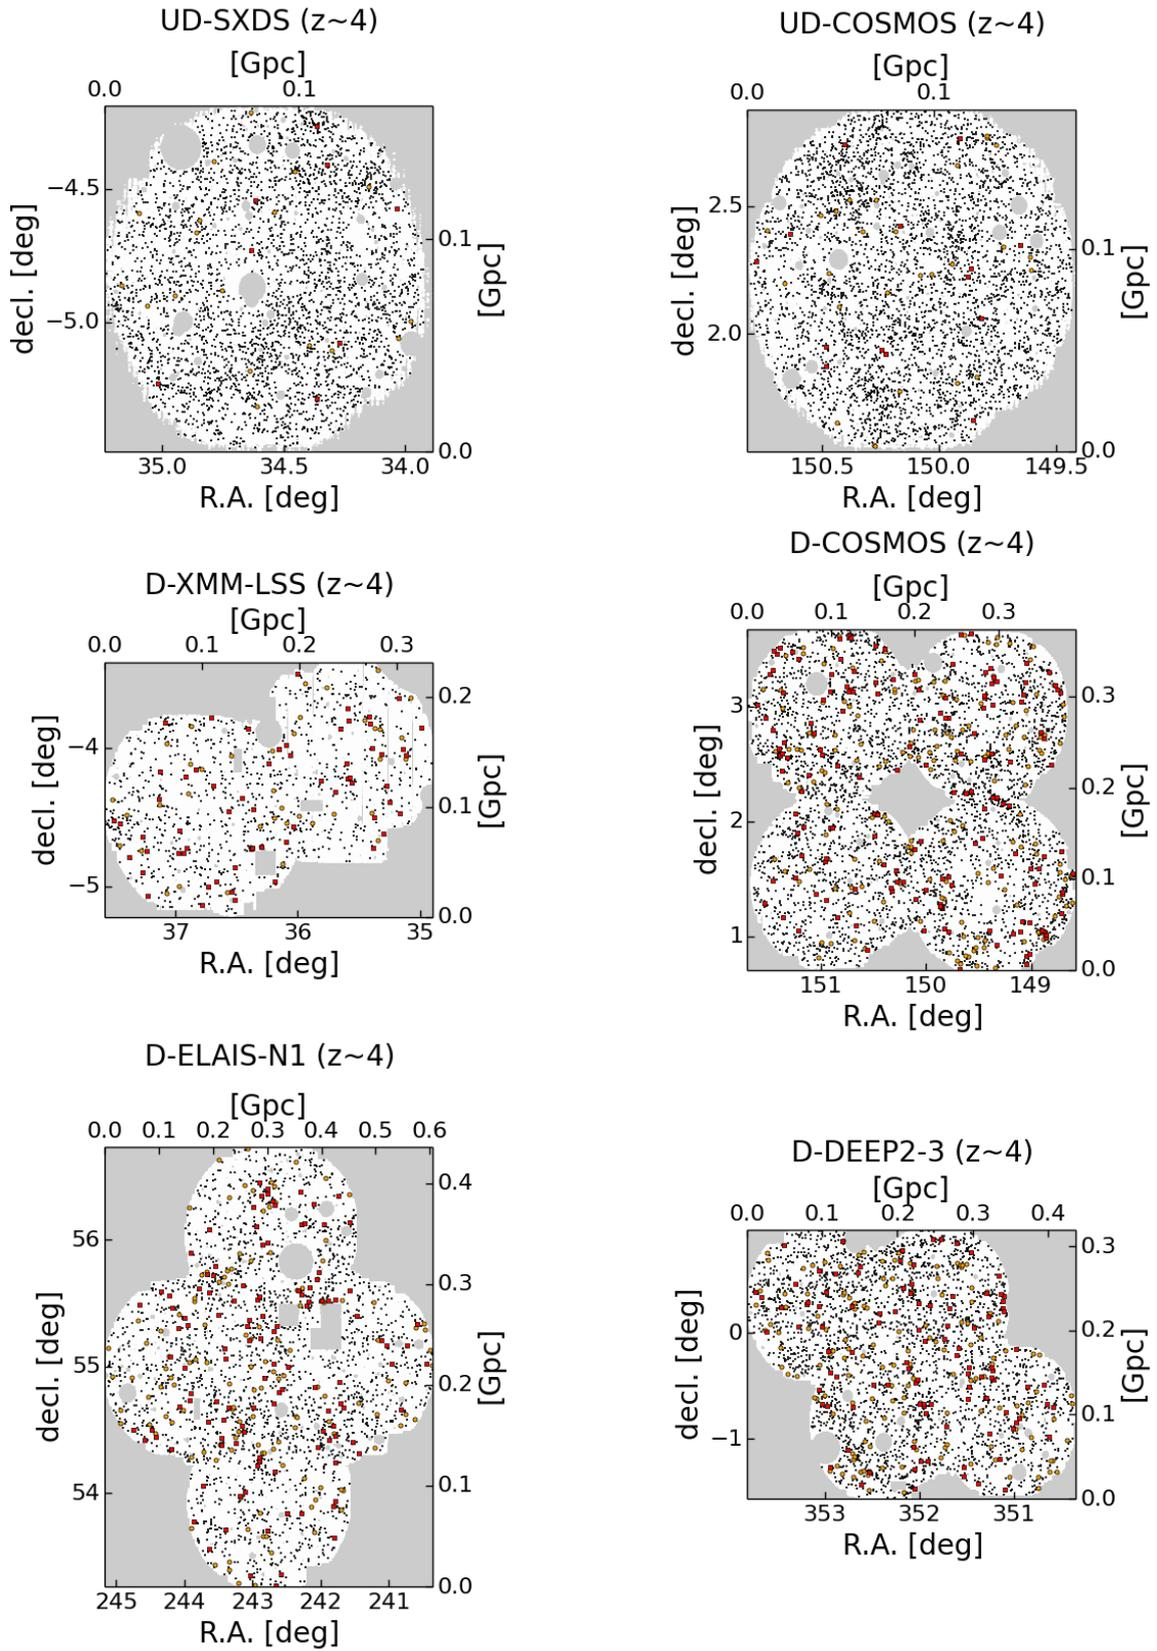 UD-SXDS (z~4)
[Gpc]
0.0 0.1
−4.5
−5.0
decl. [deg]
0.1
0.0
[Gpc]
35.0 34.5 34.0
R.A. [deg]
UD-COSMOS (z~4)
[Gpc]
0.0 0.1
2.5
2.0
decl. [deg]
0.1
0.0
[Gpc]
150.5 150.0 149.5
R.A. [deg]
D-XMM-LSS (z~4)
[Gpc]
0.0 0.1 0.2 0.3
−4
−5
decl. [deg]
0.2
0.1
0.0
[Gpc]
37 36 35
R.A. [deg]
D-COSMOS (z~4)
[Gpc]
0.0 0.1 0.2 0.3
3
2
1
decl. [deg]
0.3
0.2
0.1
0.0
[Gpc]
151 150 149
R.A. [deg]
D-ELAIS-N1 (z~4)
[Gpc]
0.0 0.1 0.2 0.3 0.4 0.5 0.6
56
55
54
decl. [deg]
0.4
0.3
0.2
0.1
0.0
[Gpc]
245 244 243 242 241
R.A. [deg]
D-DEEP2-3 (z~4)
[Gpc]
0.0 0.1 0.2 0.3 0.4
0
−1
decl. [deg]
0.3
0.2
0.1
0.0
[Gpc]
353 352 351
R.A. [deg]